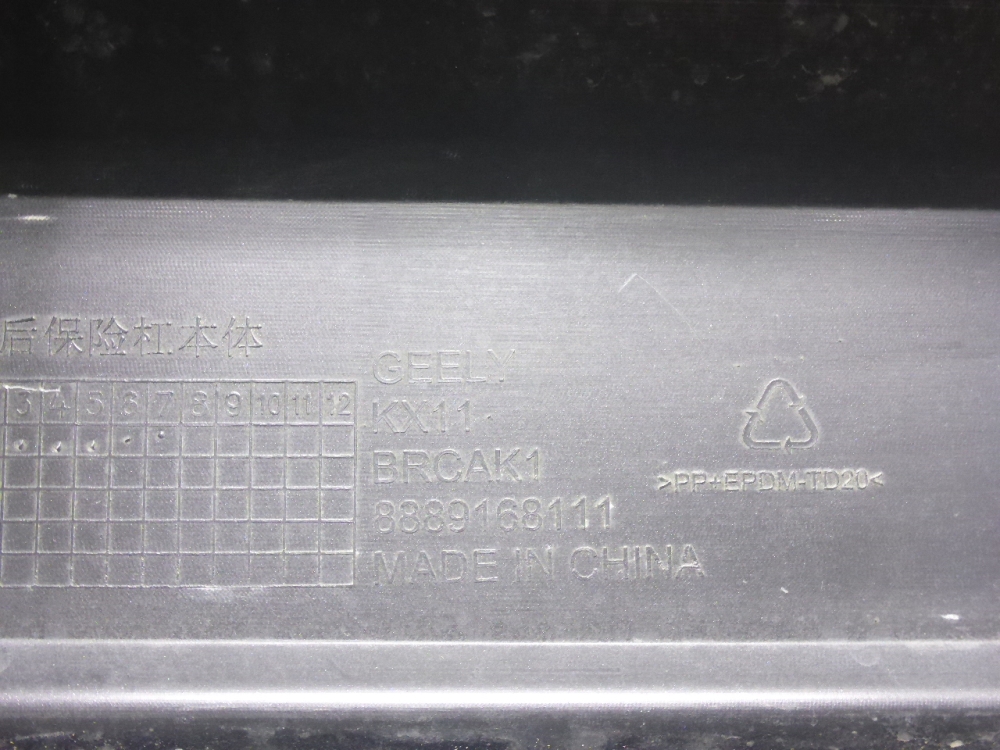 后保险杠本体
3 4 5 6 7 8 9 10 11 12
GEELY
KX11
BRCAK1
8889168111
MADE IN CHINA
>PP+EPDM-TD20<